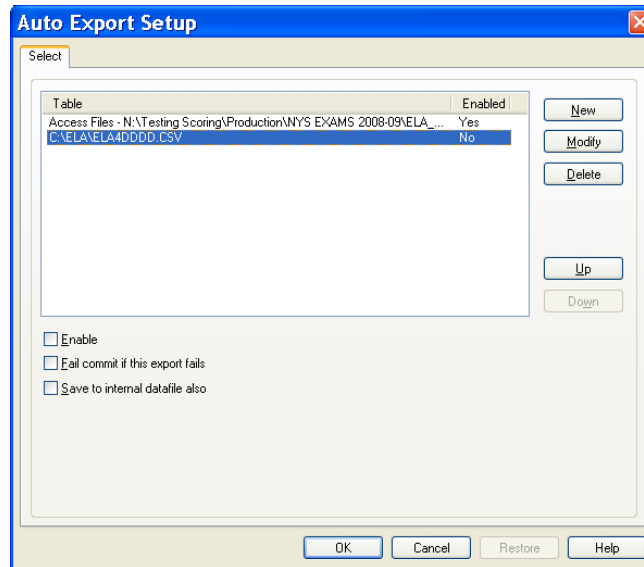 Auto Export Setup
Select
Table Enabled
Access Files - N:\Testing Scoring\Production\NYS EXAMS 2008-09\ELA_... Yes
C:\ELA\ELA4DDDD.CSV No
New
Modify
Delete
Up
Down
Enable
Fail commit if this export fails
Save to internal datafile also
OK Cancel Restore Help